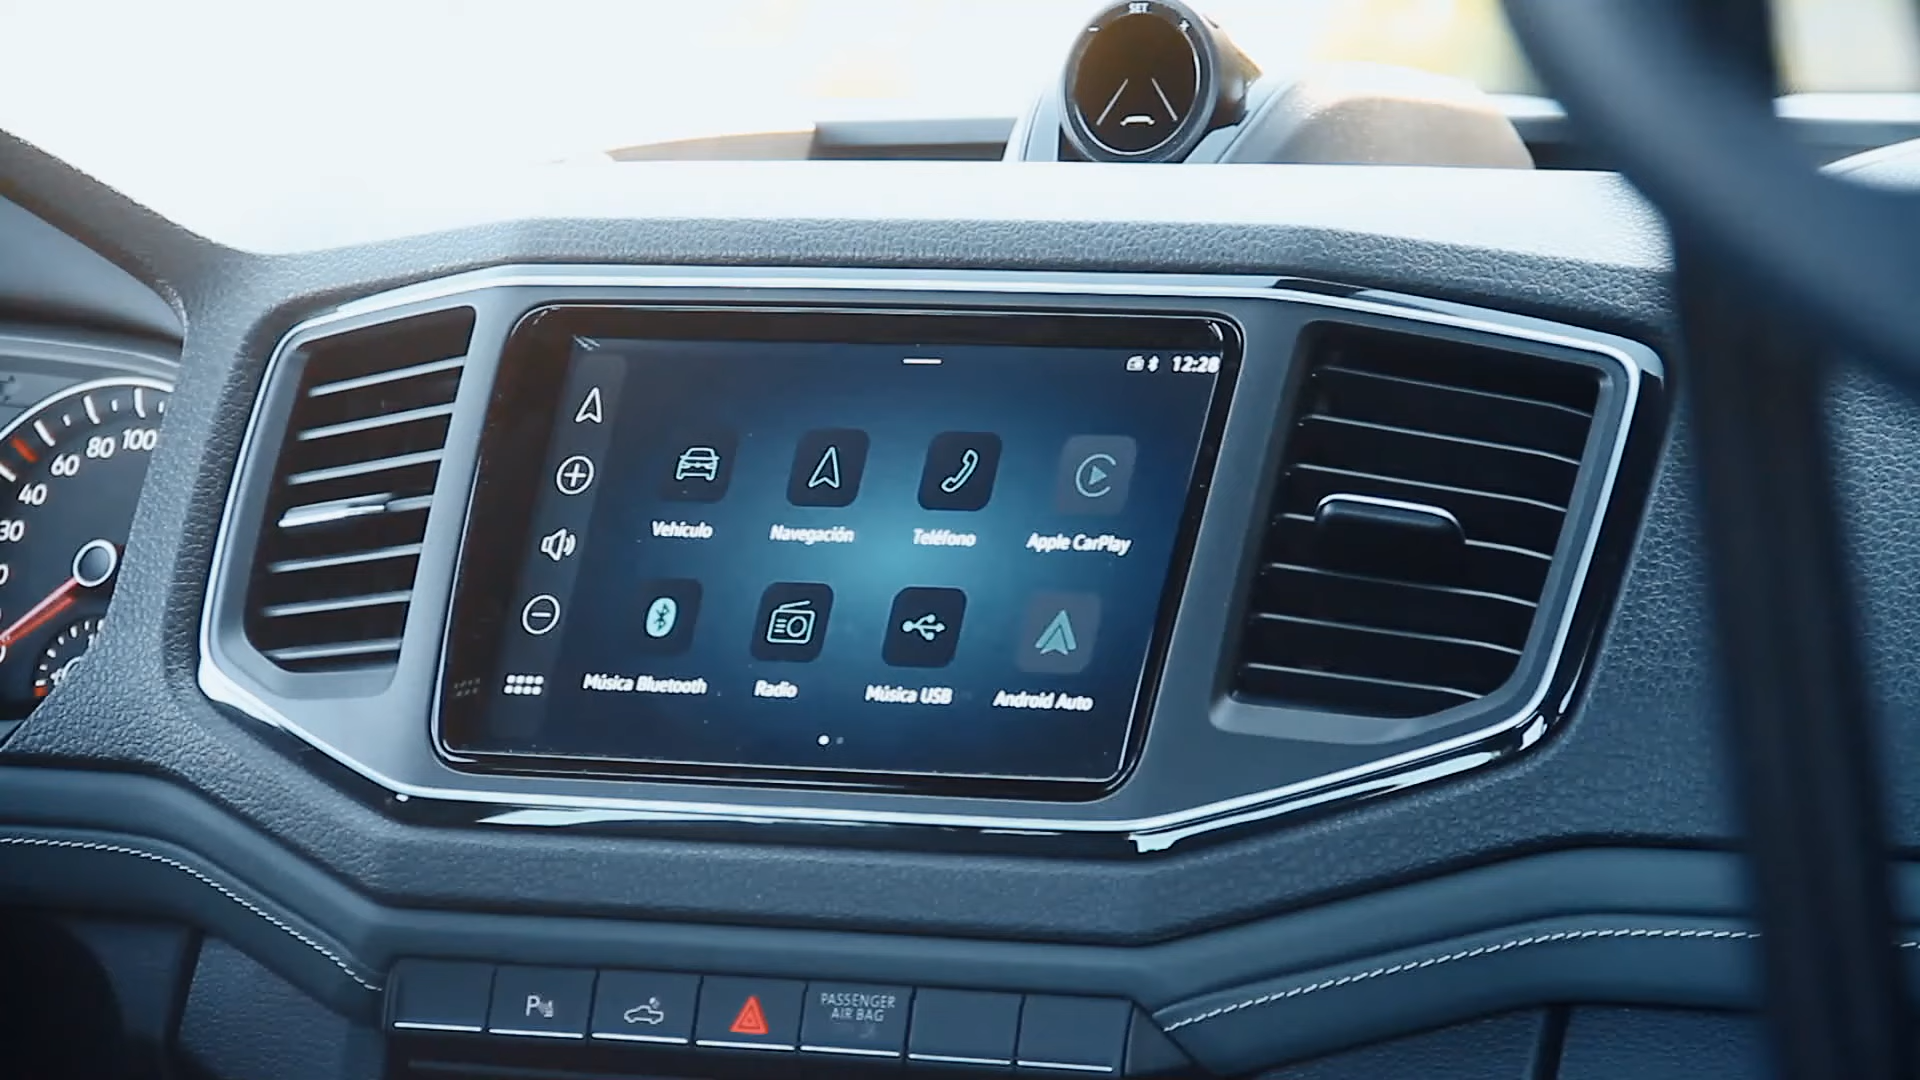 SET
- +
12:28
80 100
60
40
30
Vehículo Navegación Teléfono Apple CarPlay
Música Bluetooth Radio Música USB Android Auto
P
PASSENGER
AIR BAG